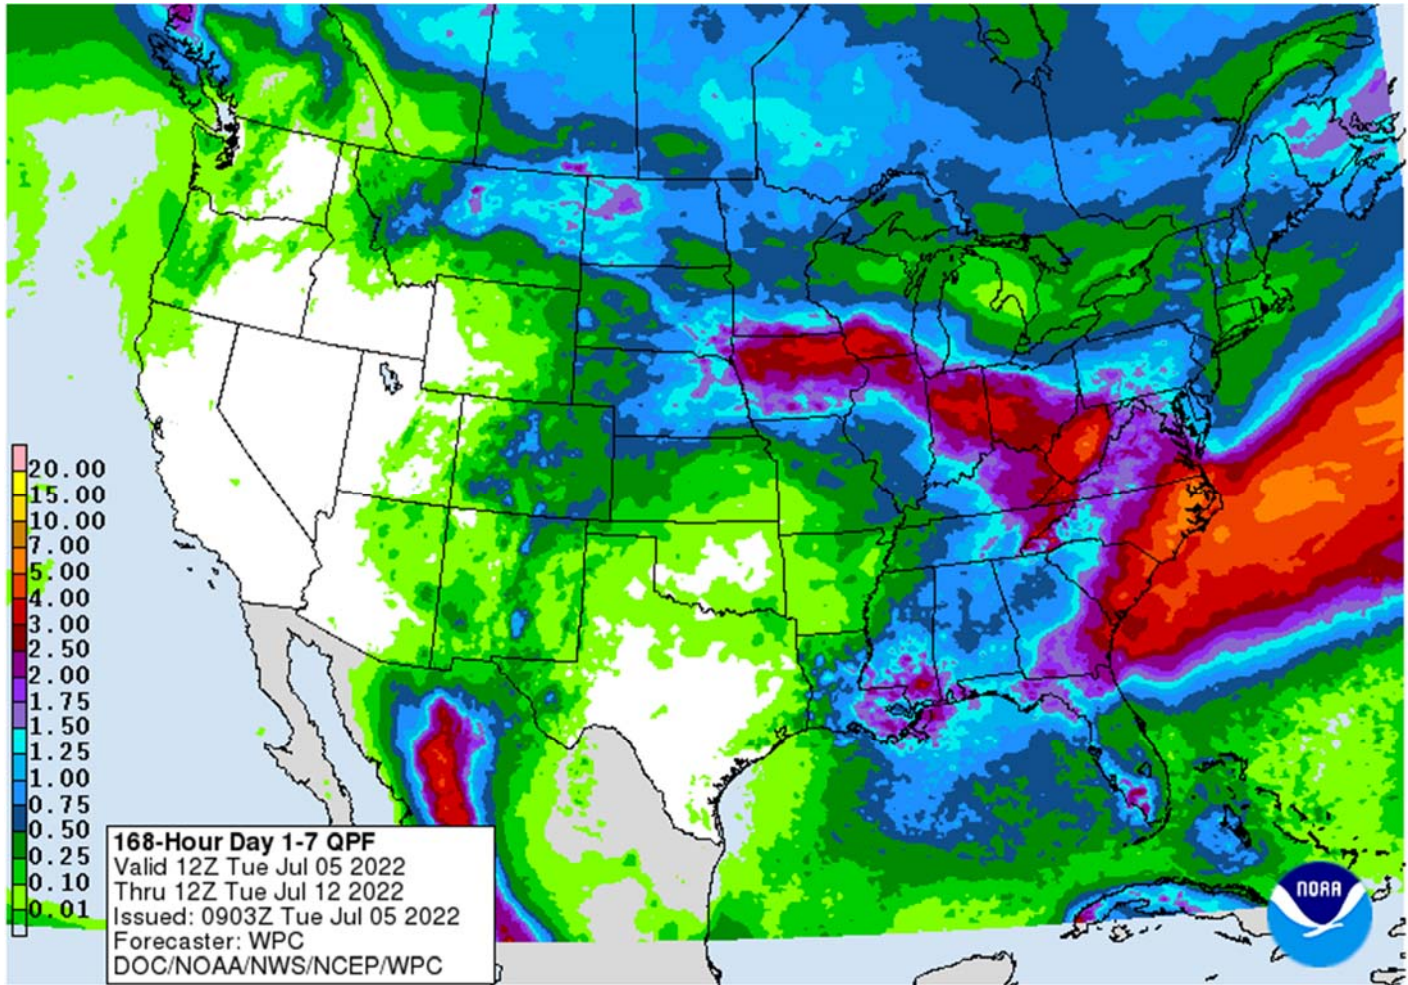 20.00
15.00
10.00
7.00
5.00
4.00
3.00
2.50
2.00
1.75
1.50
1.25
1.00
0.75
0.50
0.25
0.10
0.01
168-Hour Day 1-7 QPF
Valid 12Z Tue Jul 05 2022
Thru 12Z Tue Jul 12 2022
Issued: 0903Z Tue Jul 05 2022
Forecaster: WPC
DOC/NOAA/NWS/NCEP/WPC
NOAA